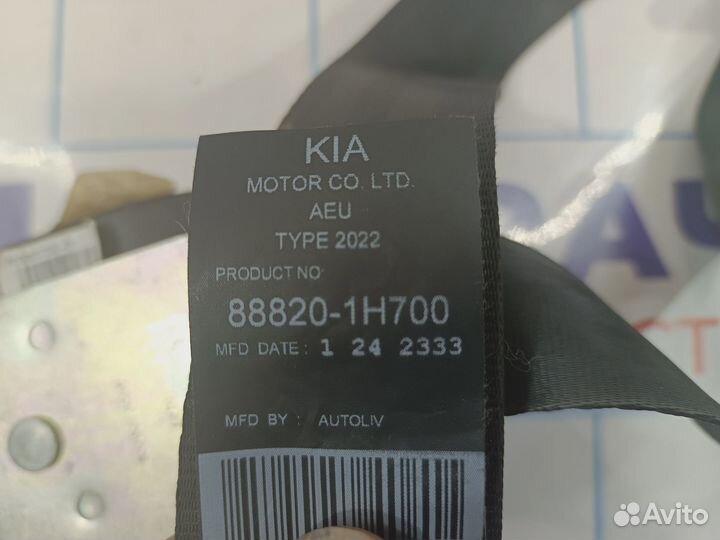 KIA
MOTOR CO. LTD.
AEU
TYPE 2022
PRODUCT NO:
88820-1H700
MFD DATE : 1 24 2333
MFD BY : AUTOLIV
Avito